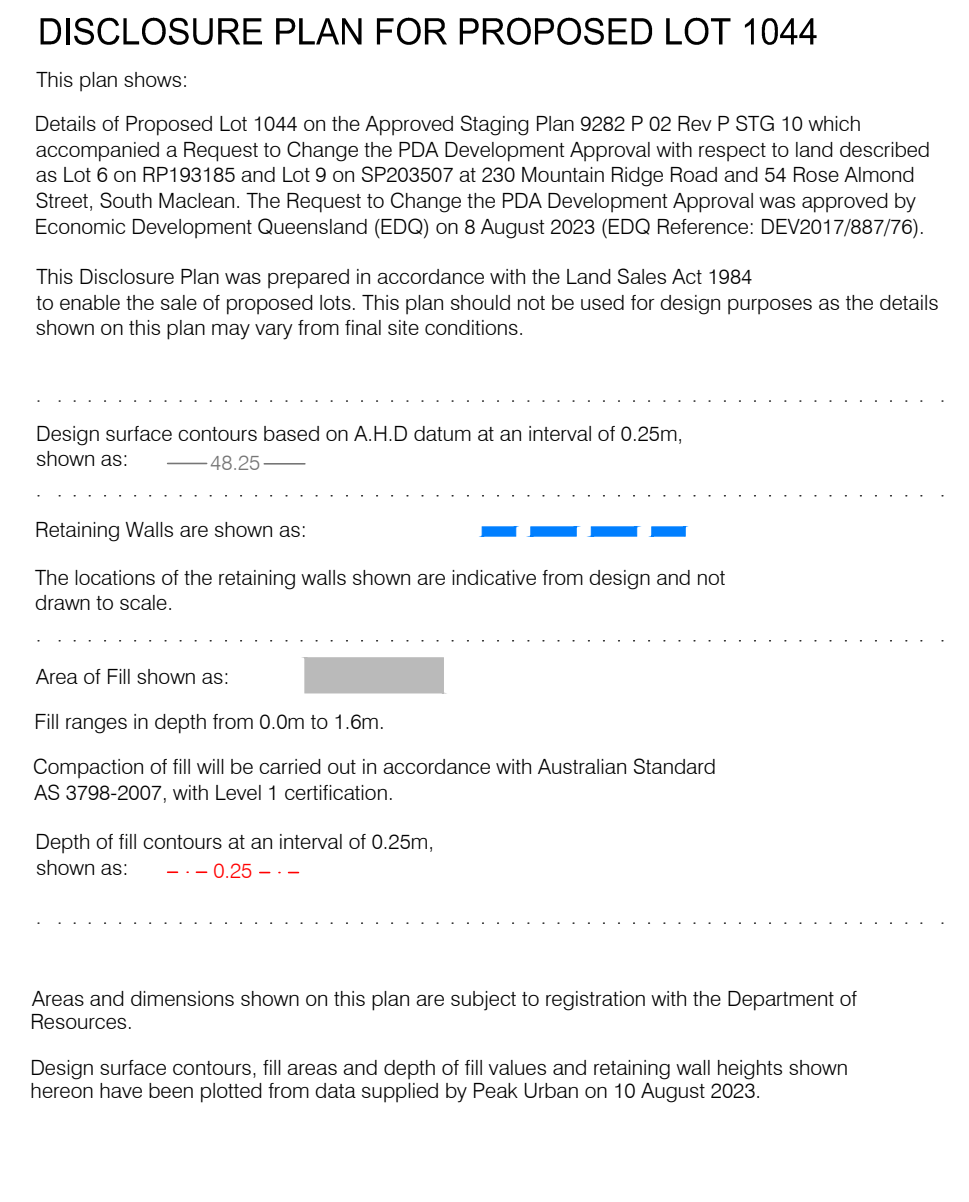 DISCLOSURE PLAN FOR PROPOSED LOT 1044
This plan shows:
Details of Proposed Lot 1044 on the Approved Staging Plan 9282 P 02 Rev P STG 10 which
accompanied a Request to Change the PDA Development Approval with respect to land described
as Lot 6 on RP193185 and Lot 9 on SP203507 at 230 Mountain Ridge Road and 54 Rose Almond
Street, South Maclean. The Request to Change the PDA Development Approval was approved by
Economic Development Queensland (EDQ) on 8 August 2023 (EDQ Reference: DEV2017/887/76).
This Disclosure Plan was prepared in accordance with the Land Sales Act 1984
to enable the sale of proposed lots. This plan should not be used for design purposes as the details
shown on this plan may vary from final site conditions.
Design surface contours based on A.H.D datum at an interval of 0.25m,
shown as: 48.25
Retaining Walls are shown as:
The locations of the retaining walls shown are indicative from design and not
drawn to scale.
Area of Fill shown as:
Fill ranges in depth from 0.0m to 1.6m.
Compaction of fill will be carried out in accordance with Australian Standard
AS 3798-2007, with Level 1 certification.
Depth of fill contours at an interval of 0.25m,
shown as: 0.25
Areas and dimensions shown on this plan are subject to registration with the Department of
Resources.
Design surface contours, fill areas and depth of fill values and retaining wall heights shown
hereon have been plotted from data supplied by Peak Urban on 10 August 2023.